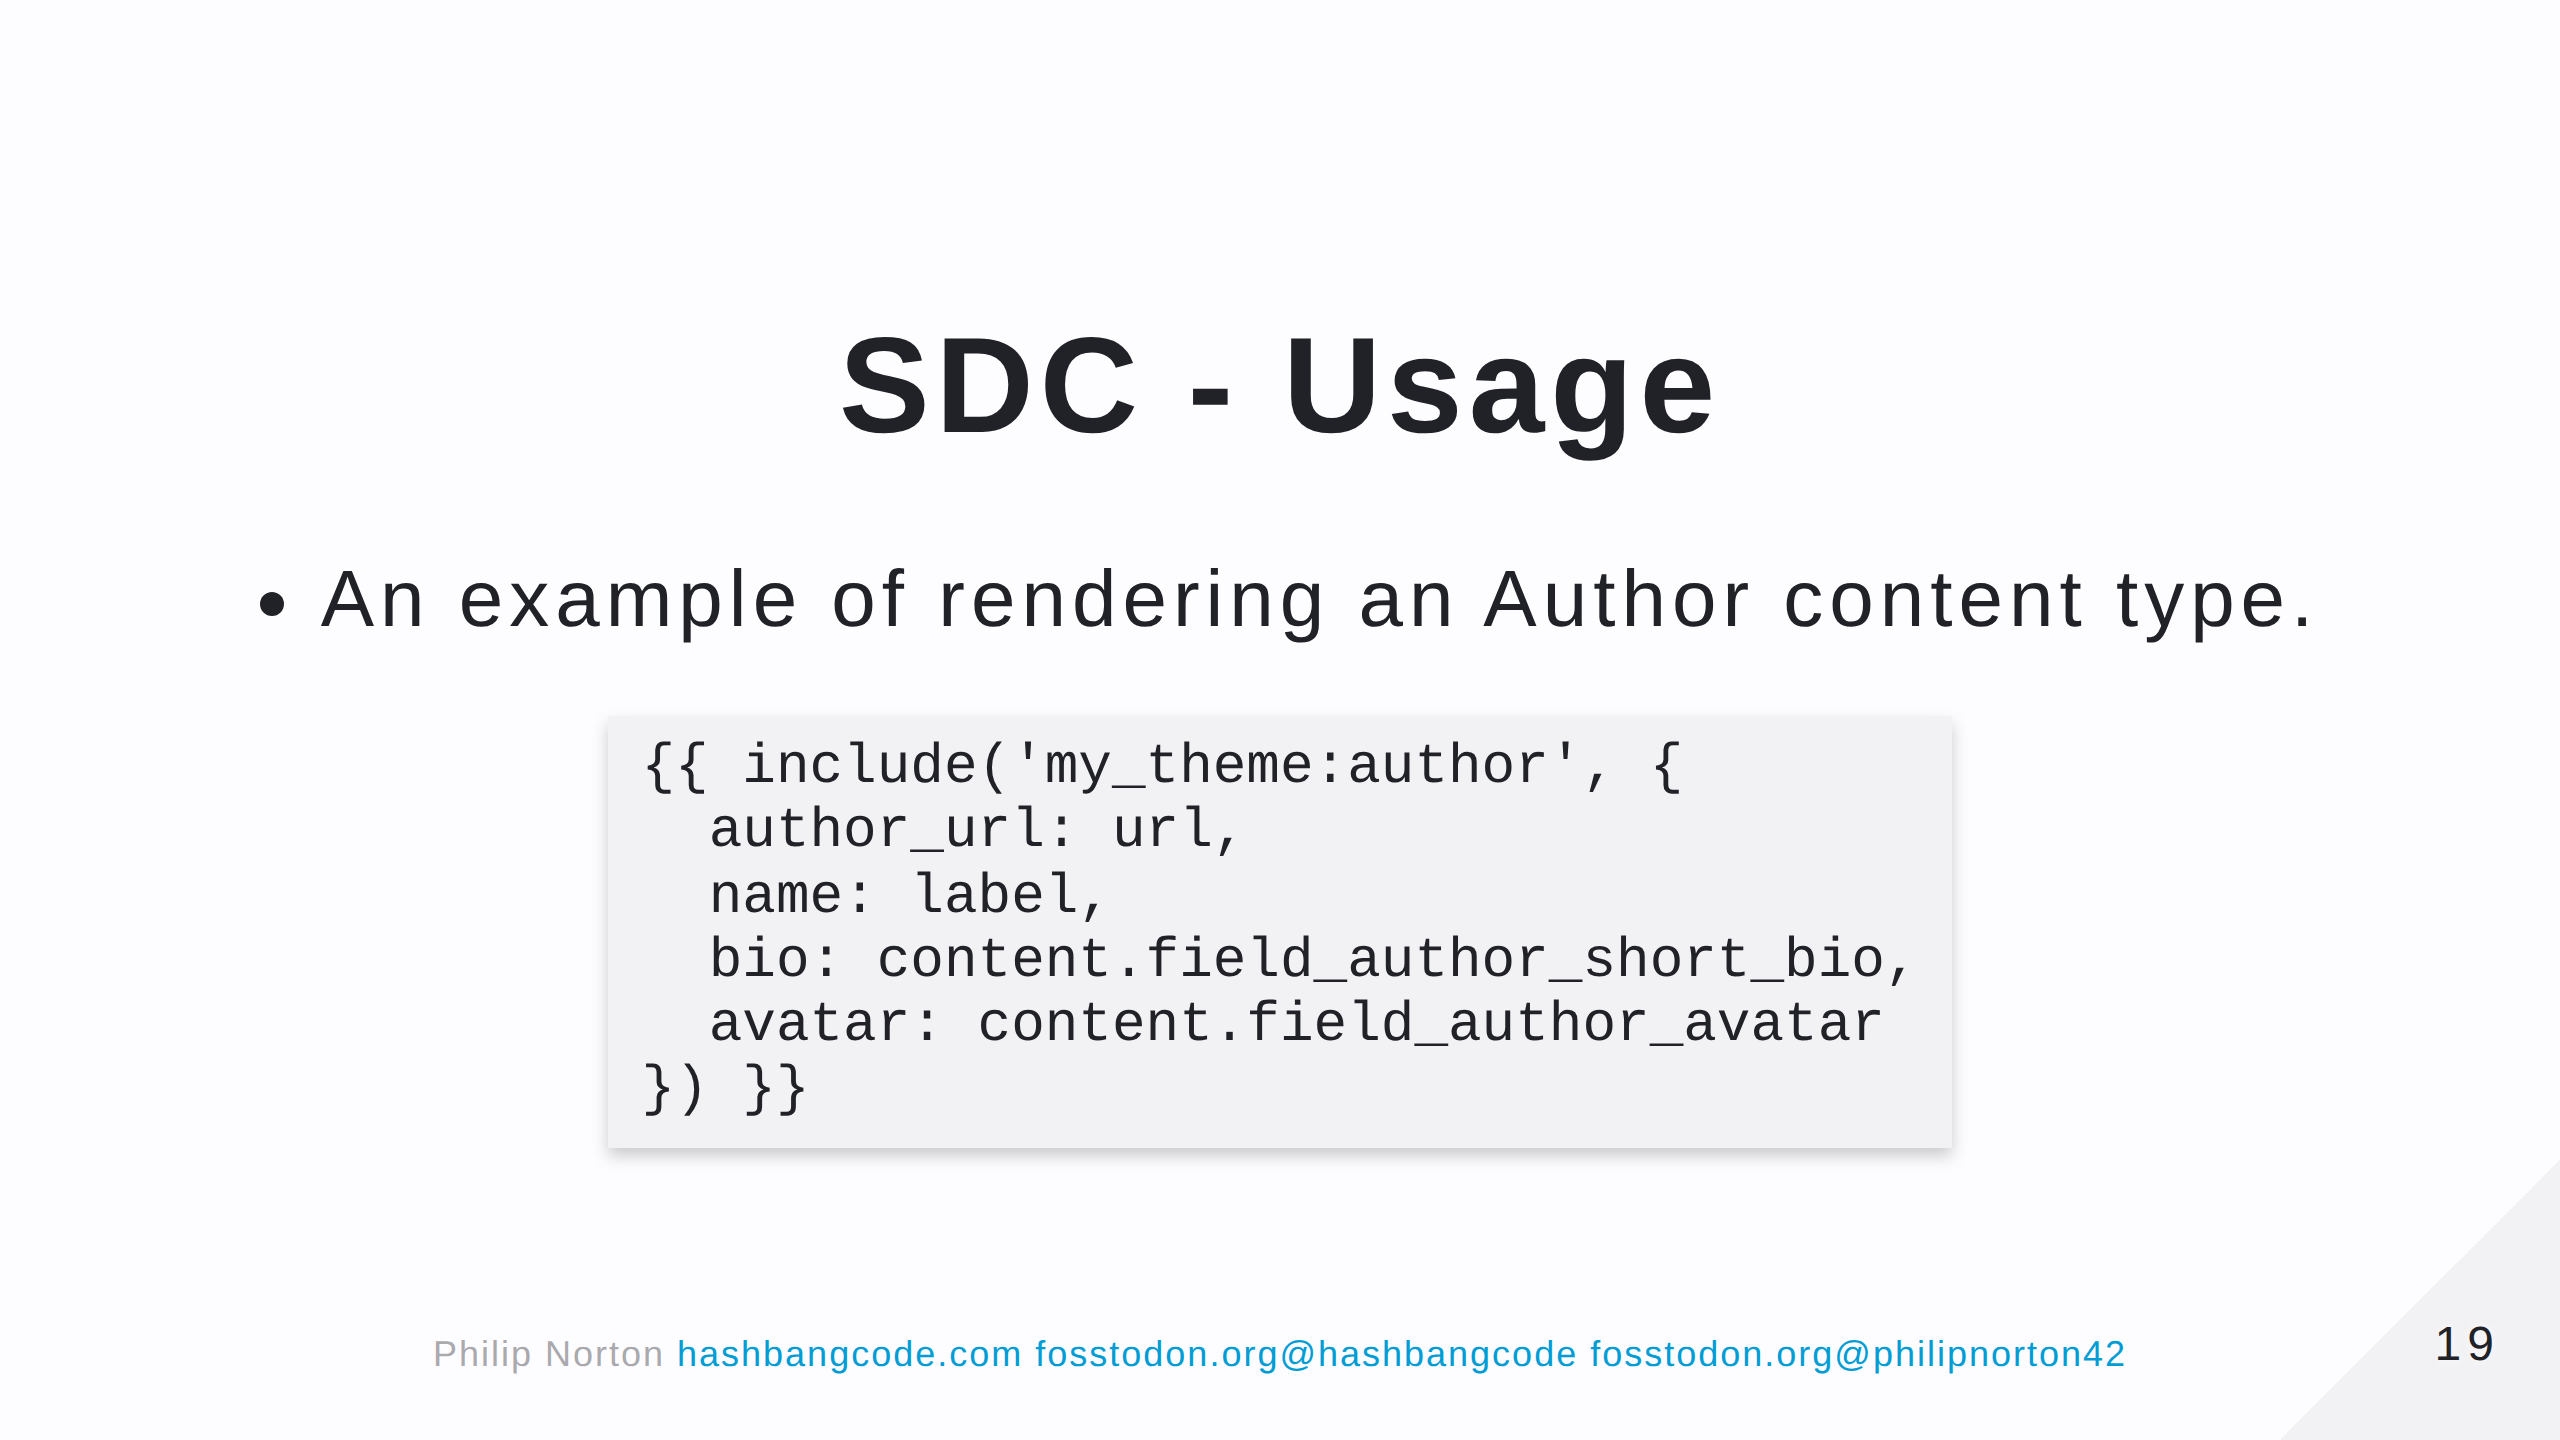 SDC - Usage
• An example of rendering an Author content type.
{{ include('my_theme:author', {
  author_url: url,
  name: label,
  bio: content.field_author_short_bio,
  avatar: content.field_author_avatar
}) }}
Philip Norton hashbangcode.com fosstodon.org@hashbangcode fosstodon.org@philipnorton42
19